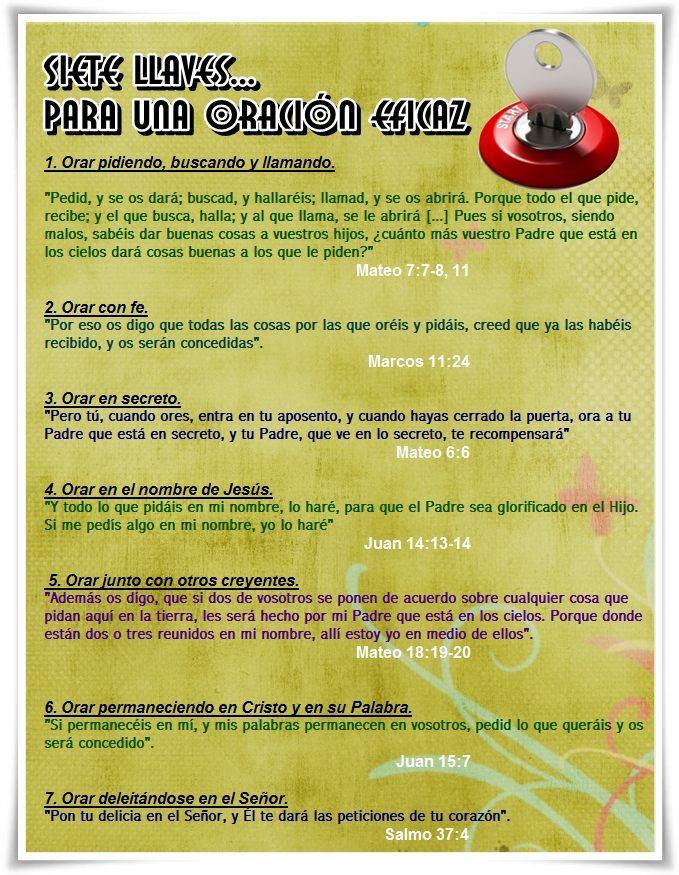 SIETE LLAVES...
PARA UNA ORACIÓN EFICAZ
START
1. Orar pidiendo, buscando y llamando.
"Pedid, y se os dará; buscad, y hallaréis; llamad, y se os abrirá. Porque todo el que pide,
recibe; y el que busca, halla; y al que llama, se le abrirá [...] Pues si vosotros, siendo
malos, sabéis dar buenas cosas a vuestros hijos, ¿cuánto más vuestro Padre que está en
los cielos dará cosas buenas a los que le piden?"
Mateo 7:7-8, 11
2. Orar con fe.
"Por eso os digo que todas las cosas por las que oréis y pidáis, creed que ya las habéis
recibido, y os serán concedidas".
Marcos 11:24
3. Orar en secreto.
"Pero tú, cuando ores, entra en tu aposento, y cuando hayas cerrado la puerta, ora a tu
Padre que está en secreto, y tu Padre, que ve en lo secreto, te recompensará"
Mateo 6:6
4. Orar en el nombre de Jesús.
"Y todo lo que pidáis en mi nombre, lo haré, para que el Padre sea glorificado en el Hijo.
Si me pedís algo en mi nombre, yo lo haré"
Juan 14:13-14
5. Orar junto con otros creyentes.
"Además os digo, que si dos de vosotros se ponen de acuerdo sobre cualquier cosa que
pidan aquí en la tierra, les será hecho por mi Padre que está en los cielos. Porque donde
están dos o tres reunidos en mi nombre, allí estoy yo en medio de ellos".
Mateo 18:19-20
6. Orar permaneciendo en Cristo y en su Palabra.
"Si permanecéis en mí, y mis palabras permanecen en vosotros, pedid lo que queráis y os
será concedido".
Juan 15:7
7. Orar deleitándose en el Señor.
"Pon tu delicia en el Señor, y Él te dará las peticiones de tu corazón".
Salmo 37:4